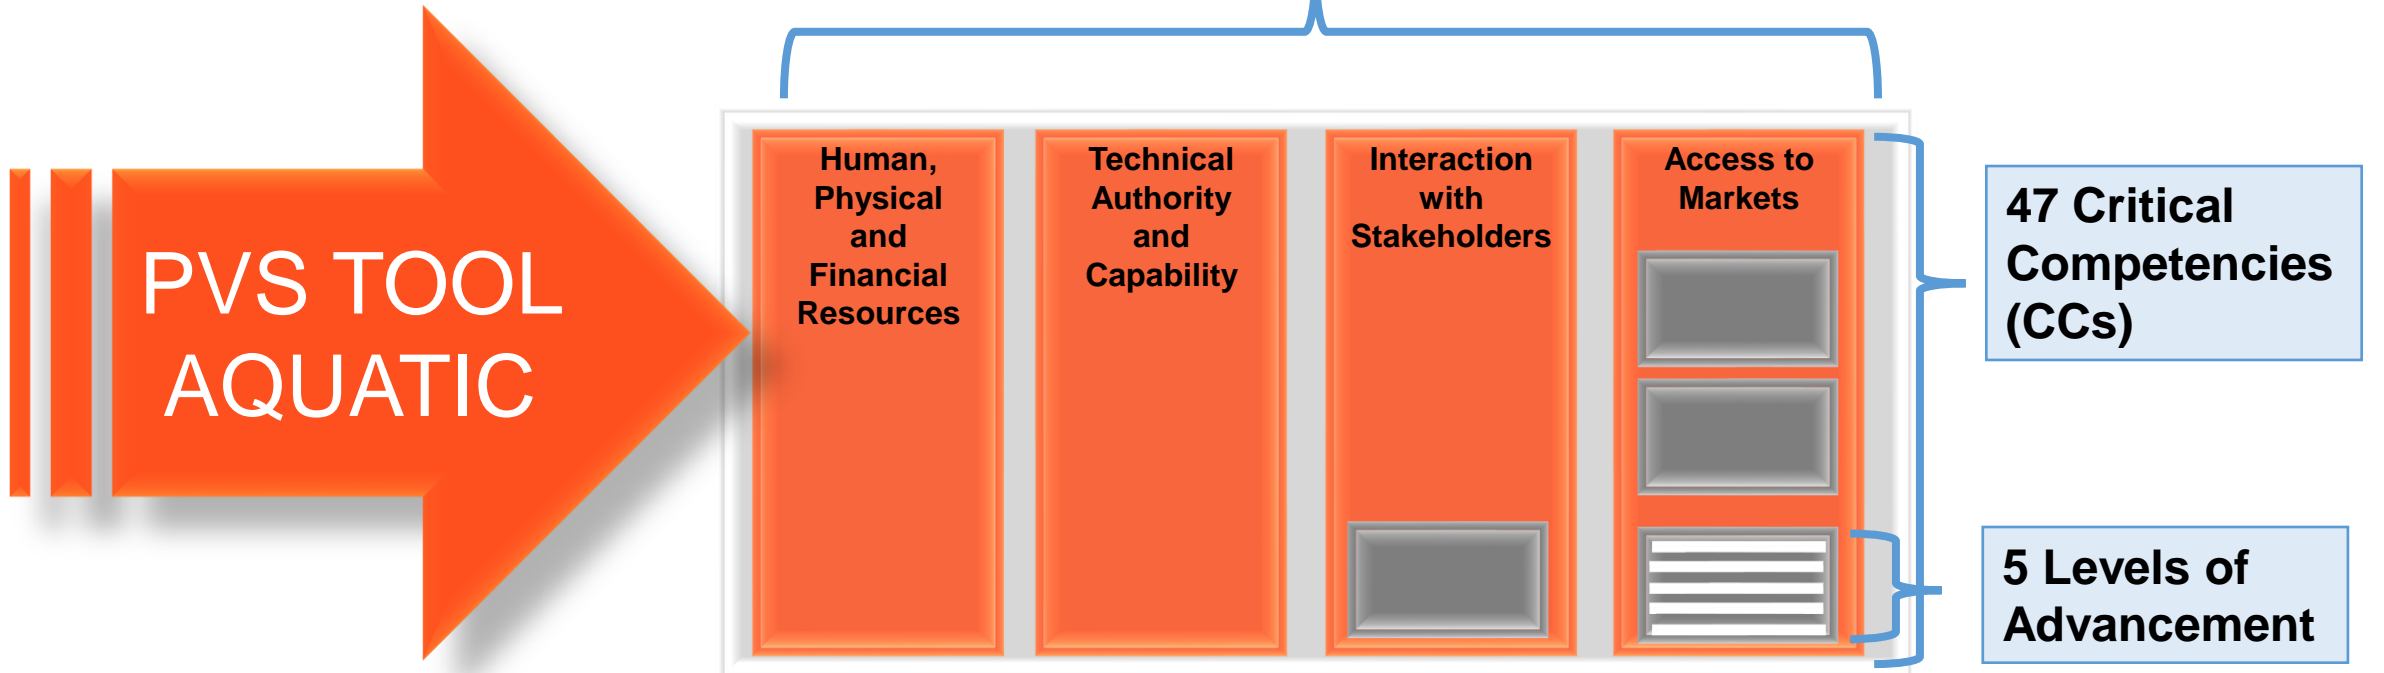 PVS TOOL
AQUATIC
Human,
Physical
and
Financial
Resources
Technical
Authority
and
Capability
Interaction
with
Stakeholders
Access to
Markets
47 Critical
Competencies
(CCs)
5 Levels of
Advancement